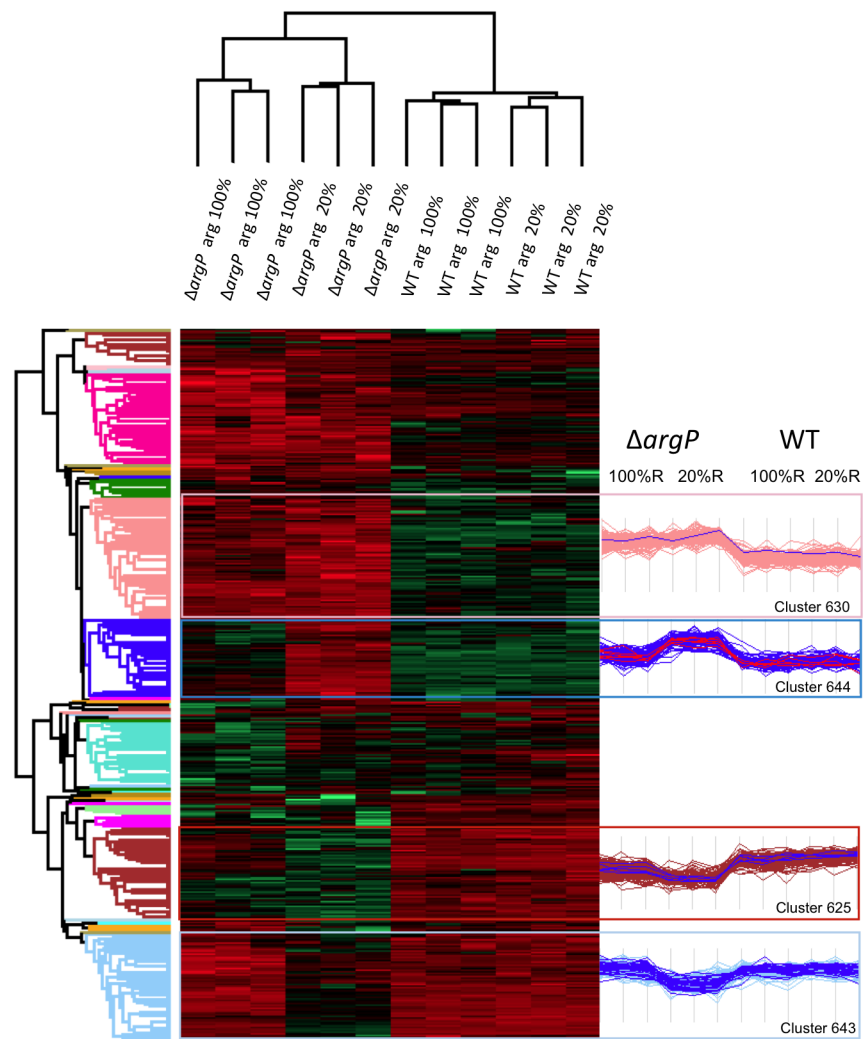 ΔargP arg 100%
ΔargP arg 100%
ΔargP arg 100%
ΔargP arg 20%
ΔargP arg 20%
ΔargP arg 20%
WT arg 100%
WT arg 100%
WT arg 100%
WT arg 20%
WT arg 20%
WT arg 20%
ΔargP WT
100%R 20%R 100%R 20%R
Cluster 630
Cluster 644
Cluster 625
Cluster 643